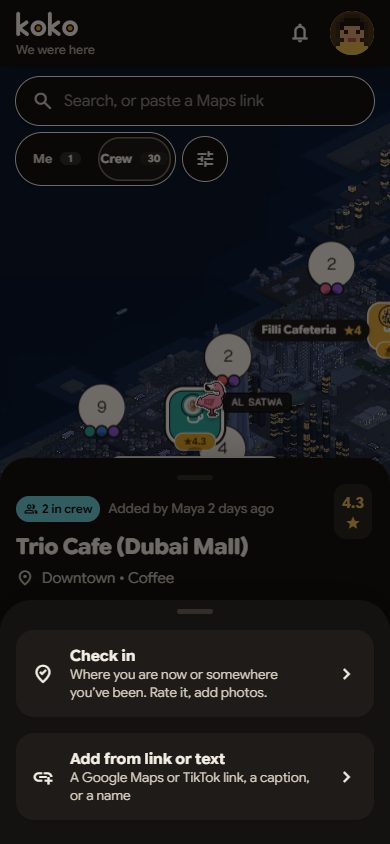 koko
We were here
Search, or paste a Maps link
Me 1 Crew 30
2
Filli Cafeteria ★4
2
9
AL SATWA
★4.3
4
2 in crew Added by Maya 2 days ago
4.3
★
Trio Cafe (Dubai Mall)
Downtown • Coffee
Check in
Where you are now or somewhere
you've been. Rate it, add photos.
Add from link or text
A Google Maps or TikTok link, a caption,
or a name